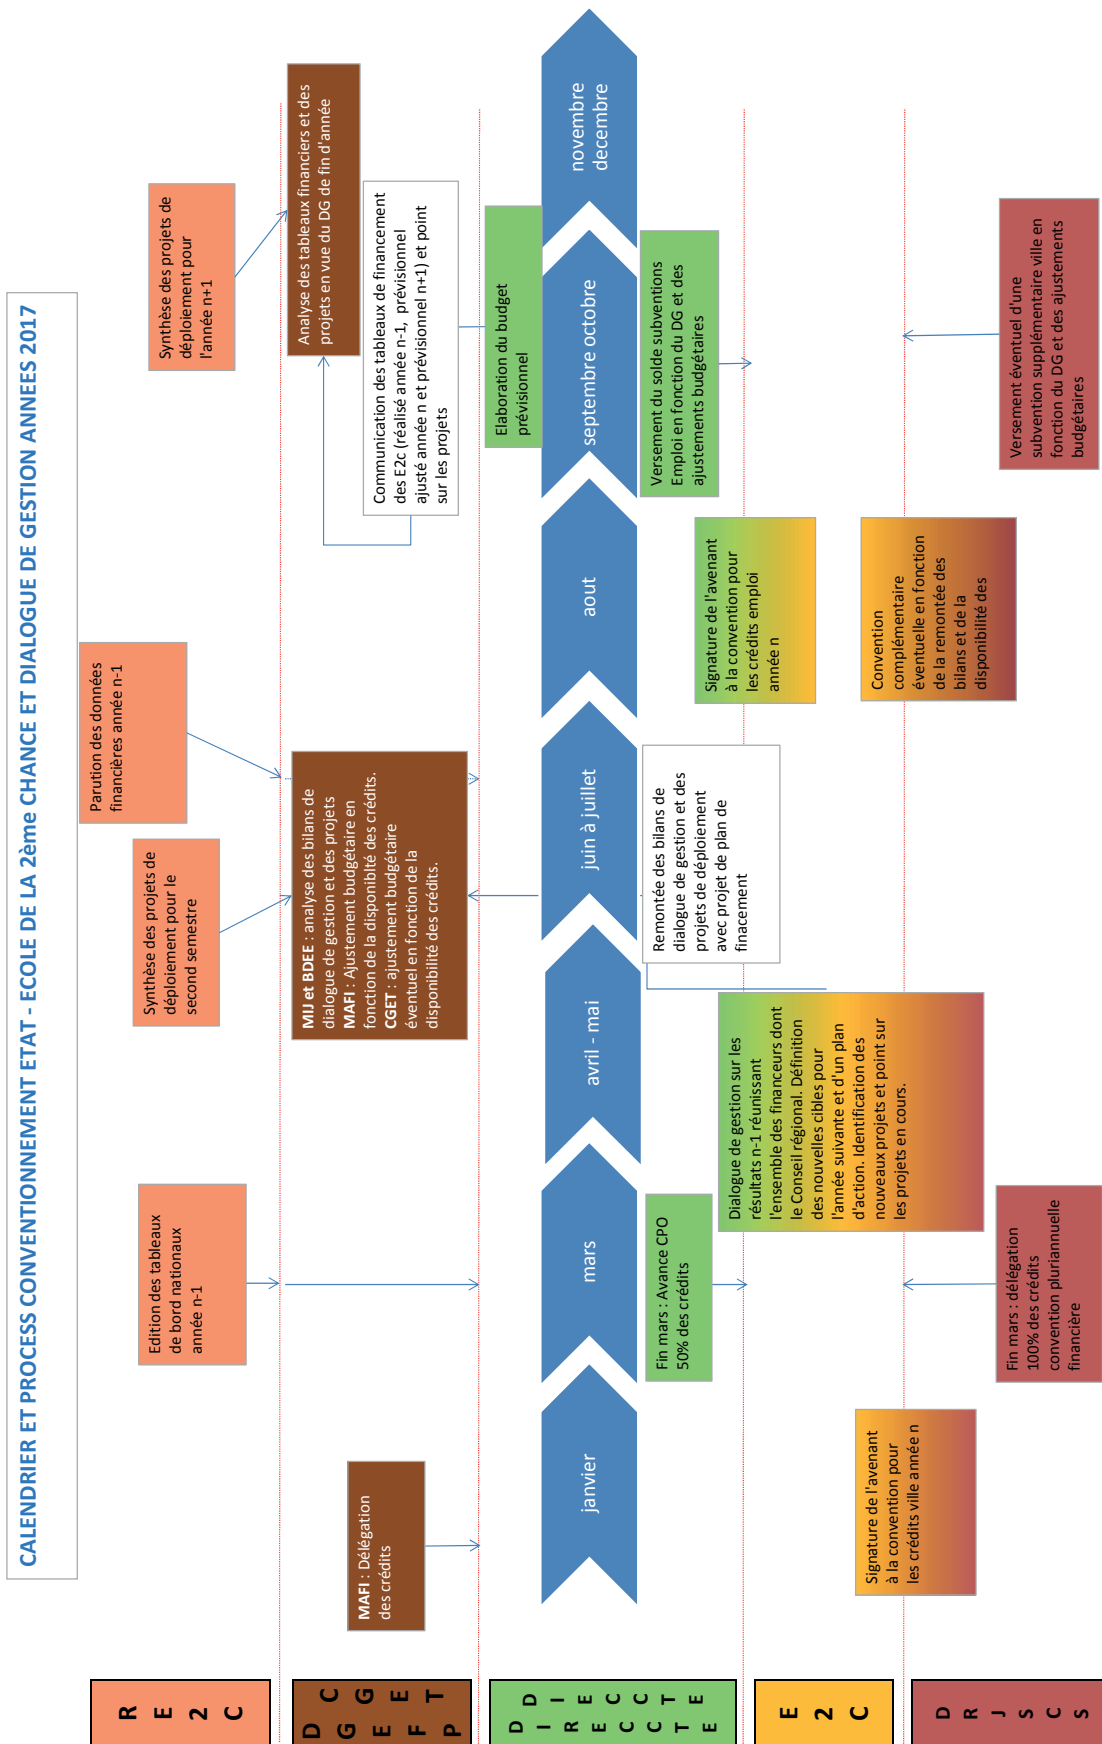 CALENDRIER ET PROCESS CONVENTIONNEMENT ETAT - ECOLE DE LA 2ème CHANCE ET DIALOGUE DE GESTION ANNEES 2017
R E 2 C
Edition des tableaux
de bord nationaux
année n-1
Synthèse des projets de
déploiement pour le
second semestre
Parution des données
financières année n-1
Synthèse des projets de
déploiement pour
l'année n+1
D G E F P
C G E T
MAFI : Délégation
des crédits
MIJ et BDEE : analyse des bilans de
dialogue de gestion et des projets
MAFI : Ajustement budgétaire en
fonction de la disponiblté des crédits.
CGET : ajustement budgétaire
éventuel en fonction de la
disponibilité des crédits.
Analyse des tableaux financiers et des
projets en vue du DG de fin d'année
Communication des tableaux de financement
des E2c (réalisé année n-1, prévisionnel
ajusté année n et prévisionnel n+1) et point
sur les projets
Elaboration du budget
prévisionnel
janvier
mars
avril - mai
juin à juillet
aout
septembre octobre
novembre
decembre
D I R E C C T E
D I E C C T E
Fin mars : Avance CPO
50% des crédits
Remontée des bilans de
dialogue de gestion et des
projets de déploiement
avec projet de plan de
finacement
Versement du solde subventions
Emploi en fonction du DG et des
ajustements budgétaires
E 2 C
Dialogue de gestion sur les
résultats n-1 réunissant
l'ensemble des financeurs dont
le Conseil régional. Définition
des nouvelles cibles pour
l'année suivante et d'un plan
d'action. Identification des
nouveaux projets et point sur
les projets en cours.
Signature de l'avenant
à la convention pour
les crédits emploi
année n
Signature de l'avenant
à la convention pour
les crédits ville année n
Convention
complémentaire
éventuelle en fonction
de la remontée des
bilans et de la
disponibilité des
D R J S C S
Fin mars : délégation
100% des crédits
convention pluriannuelle
financière
Versement éventuel d'une
subvention supplémentaire ville en
fonction du DG et des ajustements
budgétaires